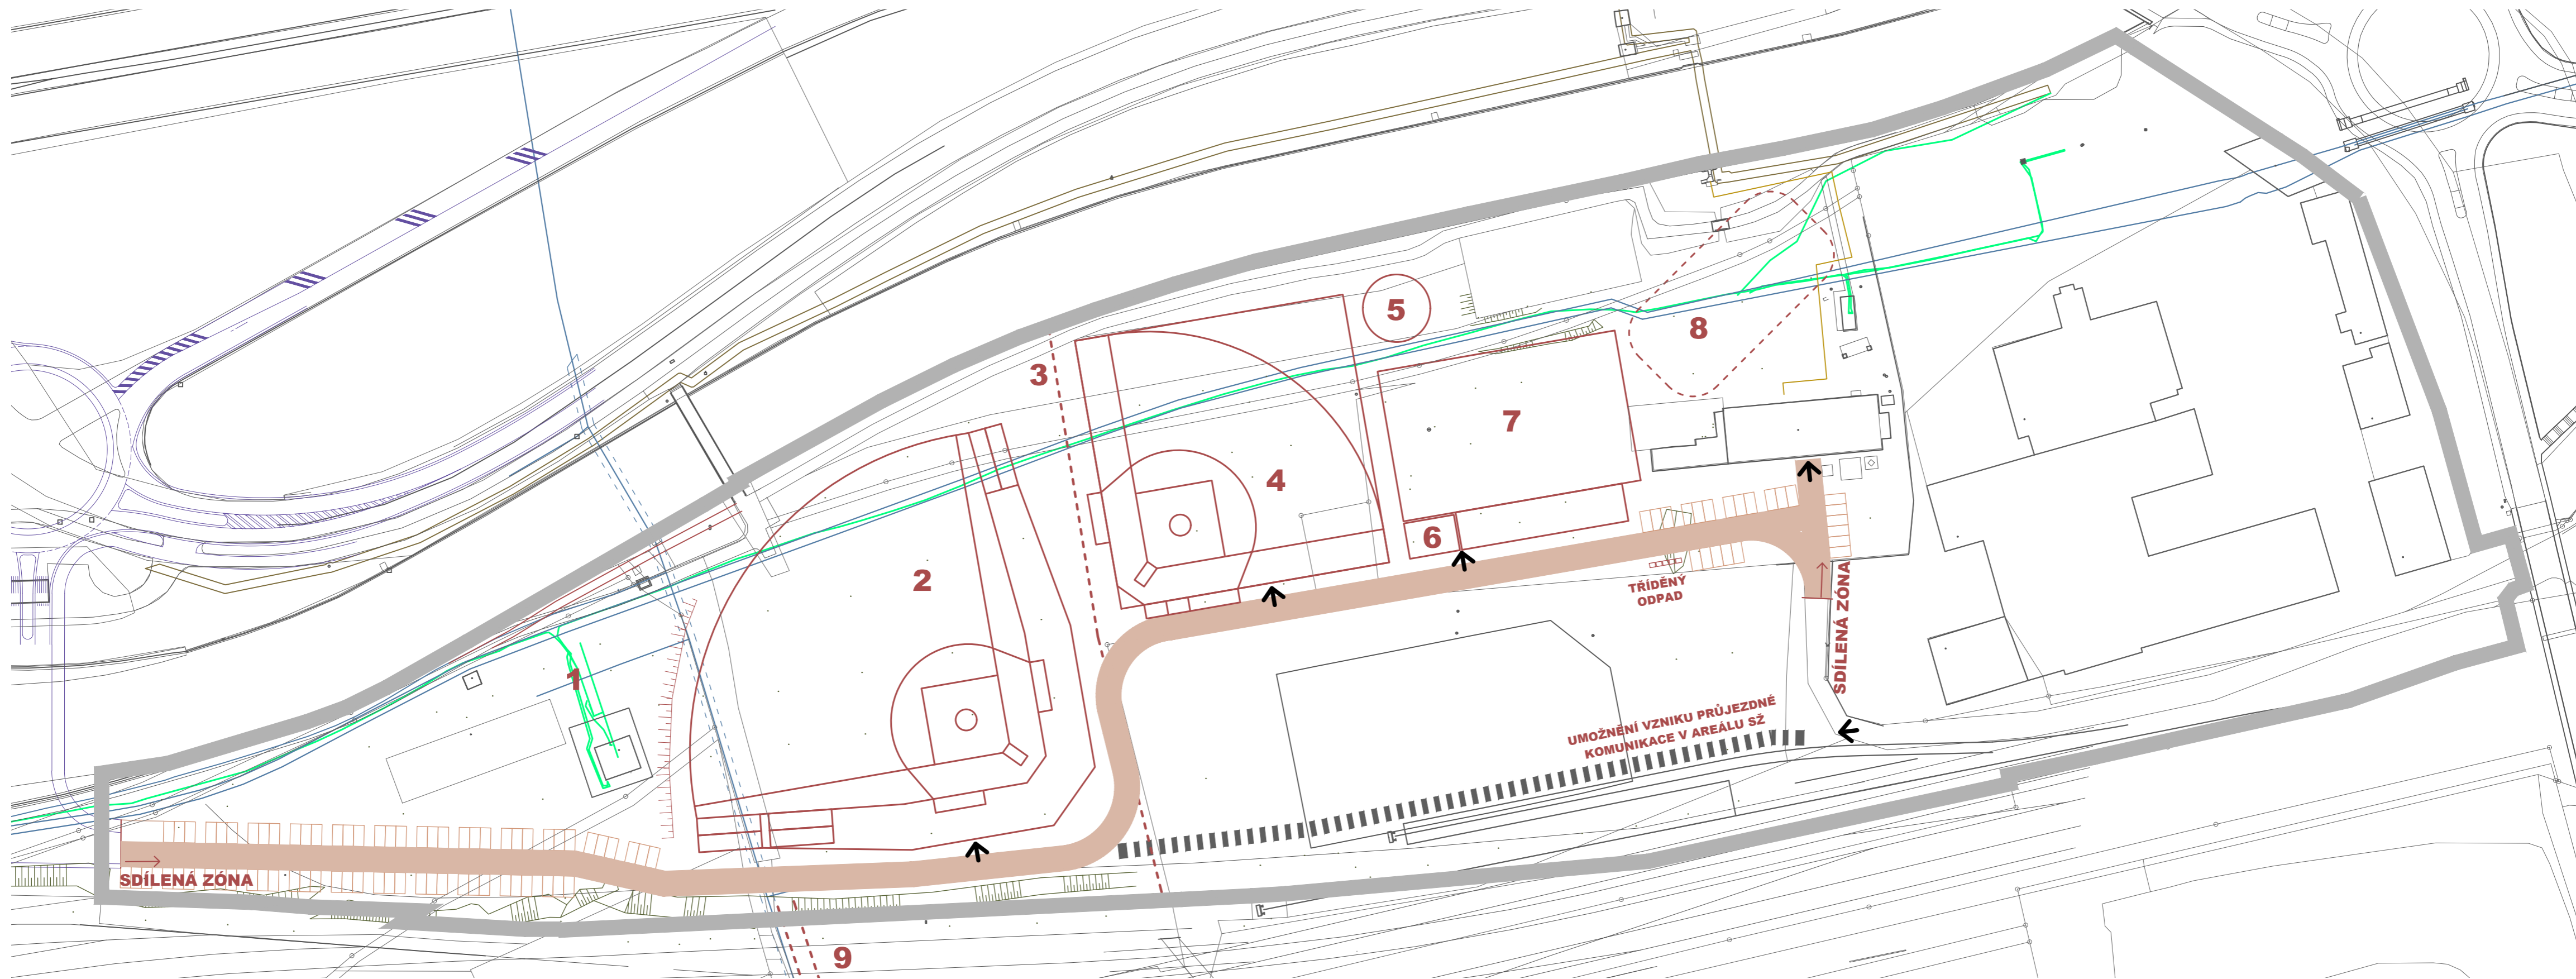 5
8
3
7
4
6
2
TŘÍDĚNÝ
ODPAD
SDÍLENÁ ZÓNA
1
UMOŽNĚNÍ VZNIKU PRŮJEZDNÉ
KOMUNIKACE V AREÁLU SŽ
SDÍLENÁ ZÓNA
9